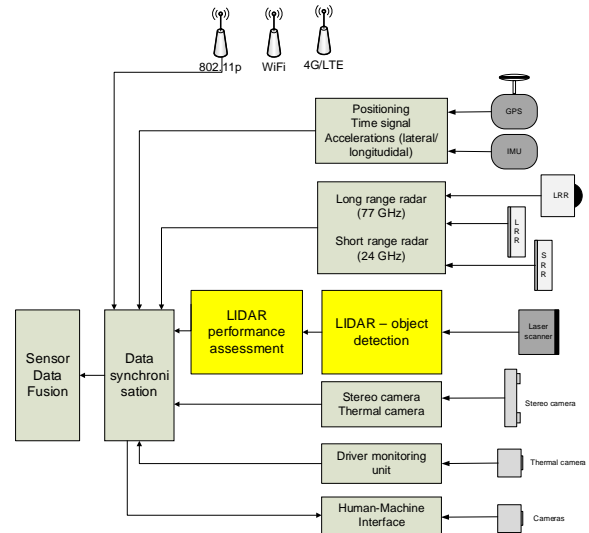 802.11p
WiFi
4G/LTE
Positioning
Time signal
Accelerations (lateral/
longitudidal)
GPS
IMU
Long range radar
(77 GHz)
Short range radar
(24 GHz)
LRR
L
R
R
S
R
R
Sensor
Data
Fusion
Data
synchroni
sation
LIDAR
performance
assessment
LIDAR – object
detection
Laser
scanner
Stereo camera
Thermal camera
Stereo camera
Driver monitoring
unit
Thermal camera
Human-Machine
Interface
Cameras